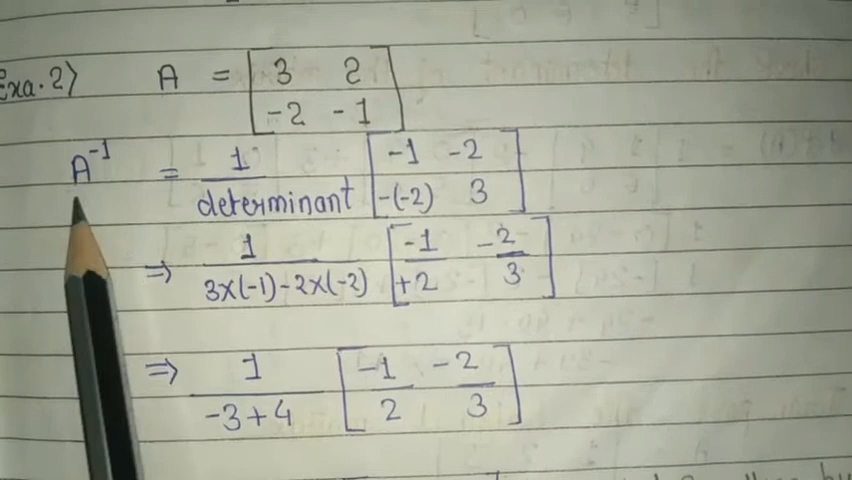 Exa. 2) A = [ 3 2
-2 -1 ]
A⁻¹ = 1 / determinant [ -1 -2
-(-2) 3 ]
⇒ 1 / 3×(-1)-2×(-2) [ -1 -2
+2 3 ]
⇒ 1 / -3+4 [ -1 -2
2 3 ]